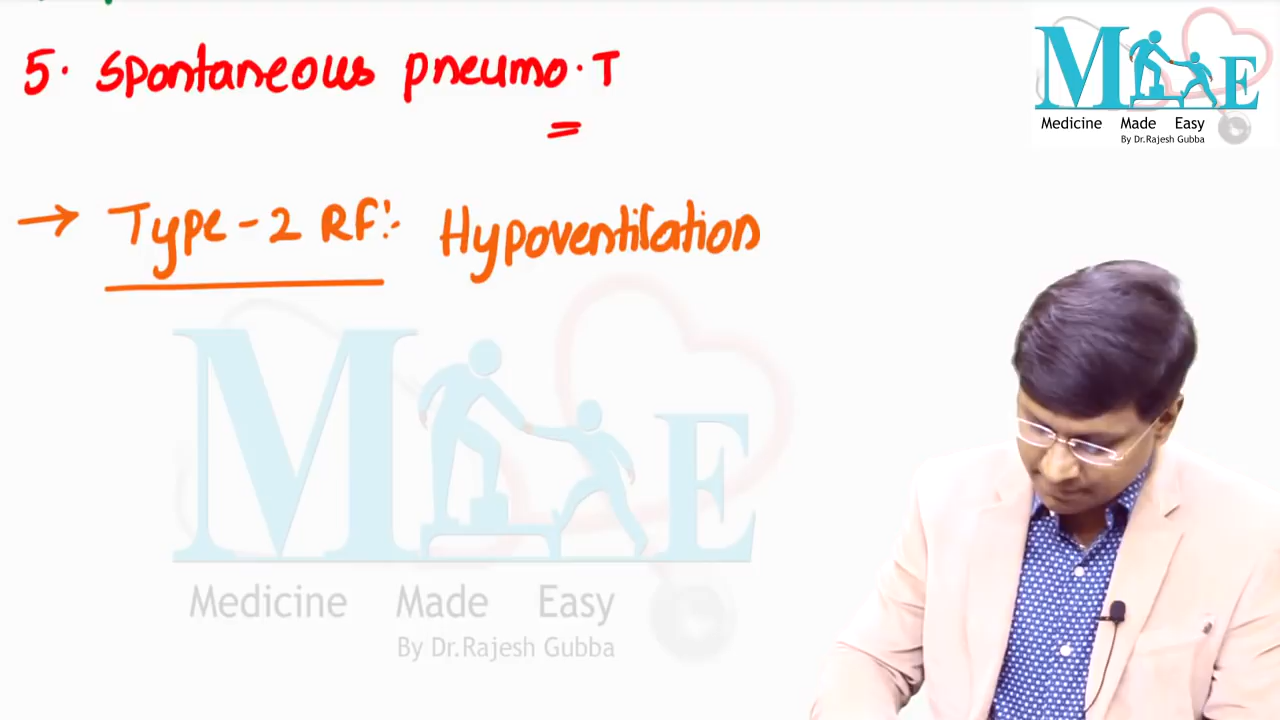 5. Spontaneous pneumo.T
→ Type-2 RF:- Hypoventilation
MME
Medicine Made Easy
By Dr.Rajesh Gubba
M E
Medicine Made Easy
By Dr.Rajesh Gubba